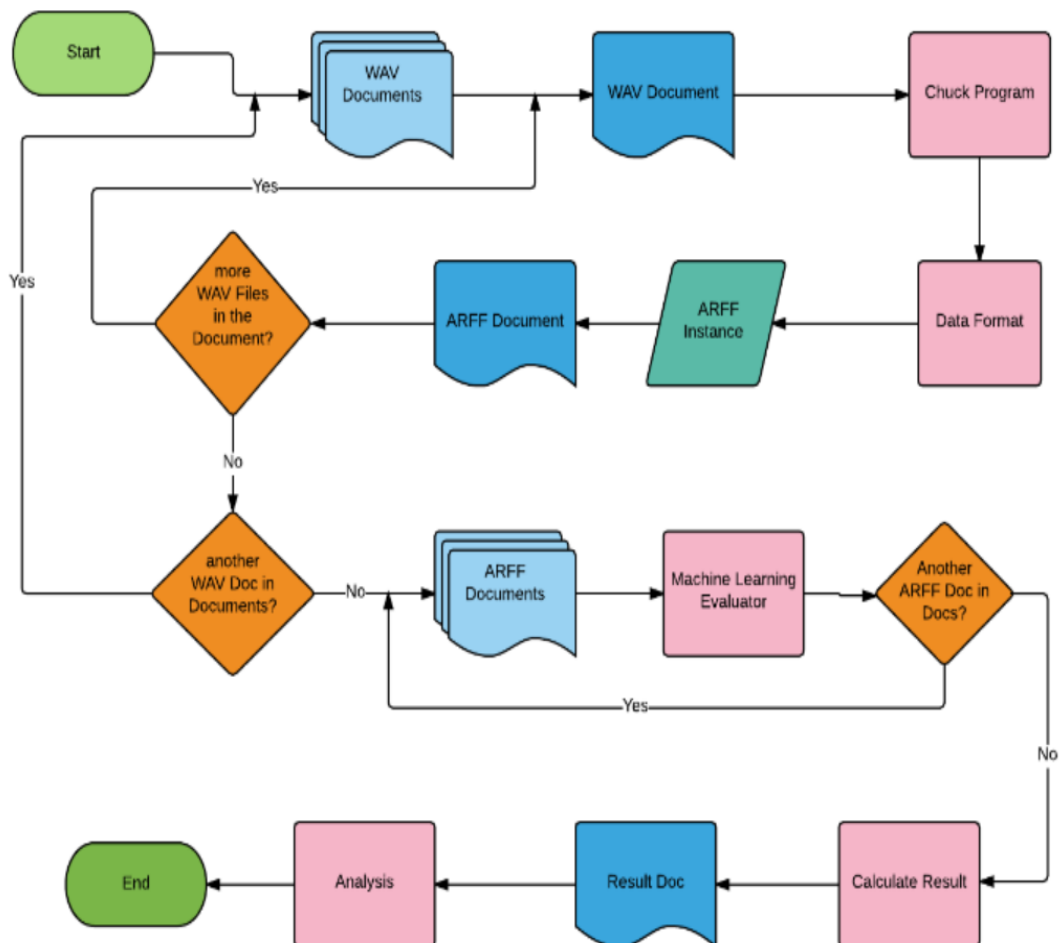 Start
WAV
Documents
WAV Document
Chuck Program
Yes
Yes
more
WAV Files
in the
Document?
ARFF Document
ARFF
Instance
Data Format
No
another
WAV Doc in
Documents?
No
ARFF
Documents
Machine Learning
Evaluator
Another
ARFF Doc in
Docs?
Yes
No
End
Analysis
Result Doc
Calculate Result